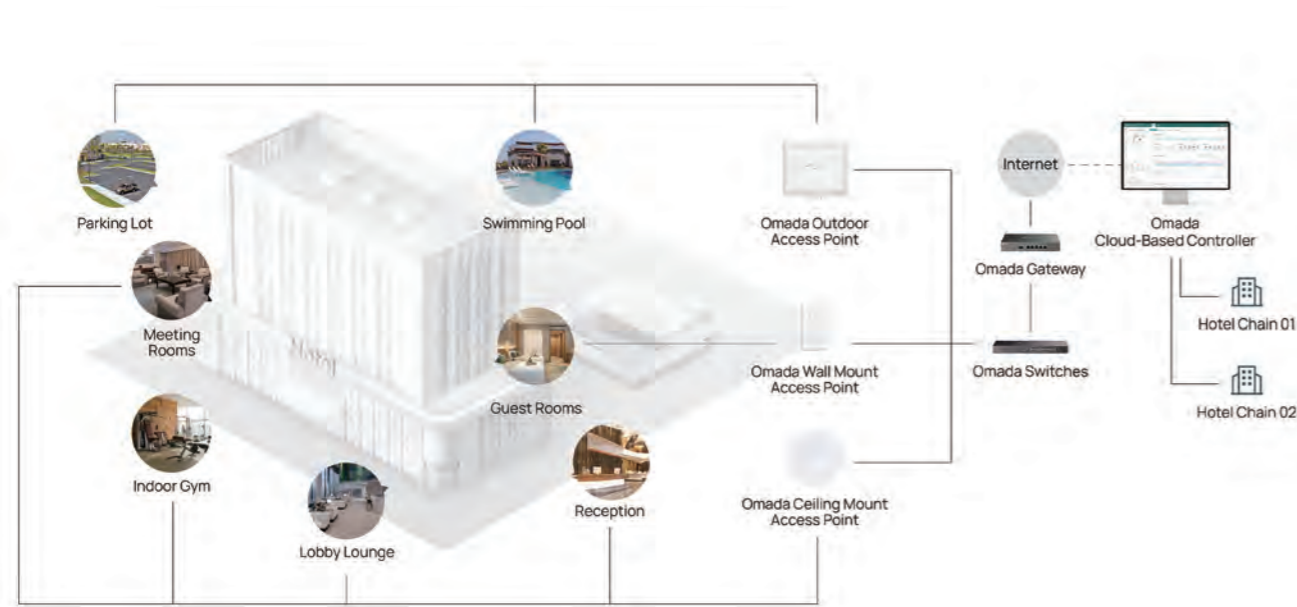 Parking Lot
Swimming Pool
Omada Outdoor
Access Point
Internet
Omada
Cloud-Based Controller
Omada Gateway
Hotel Chain 01
Meeting
Rooms
Guest Rooms
Omada Wall Mount
Access Point
Omada Switches
Hotel Chain 02
Indoor Gym
Lobby Lounge
Reception
Omada Ceiling Mount
Access Point